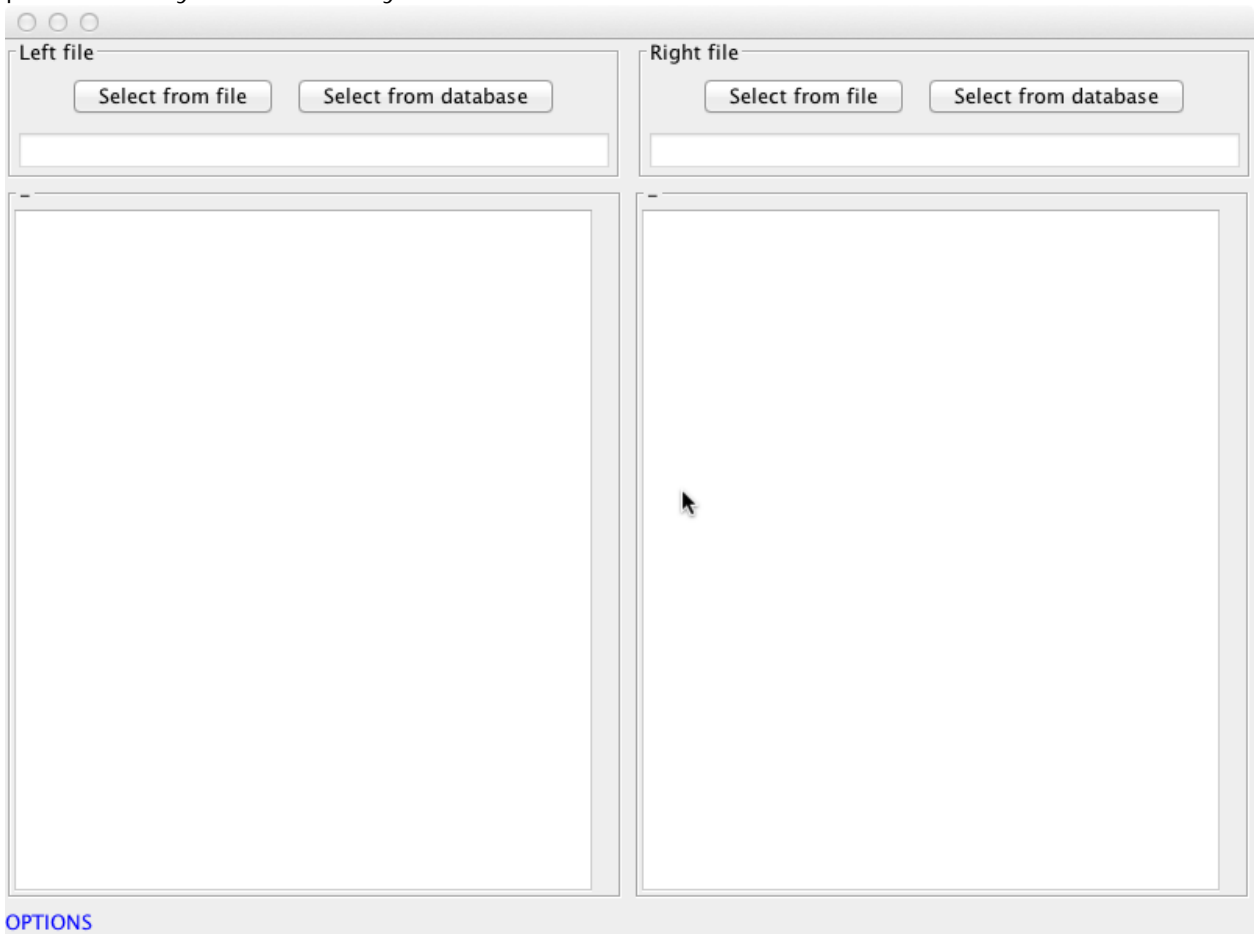 Left file
Right file
Select from file
Select from database
Select from file
Select from database
–
–
OPTIONS